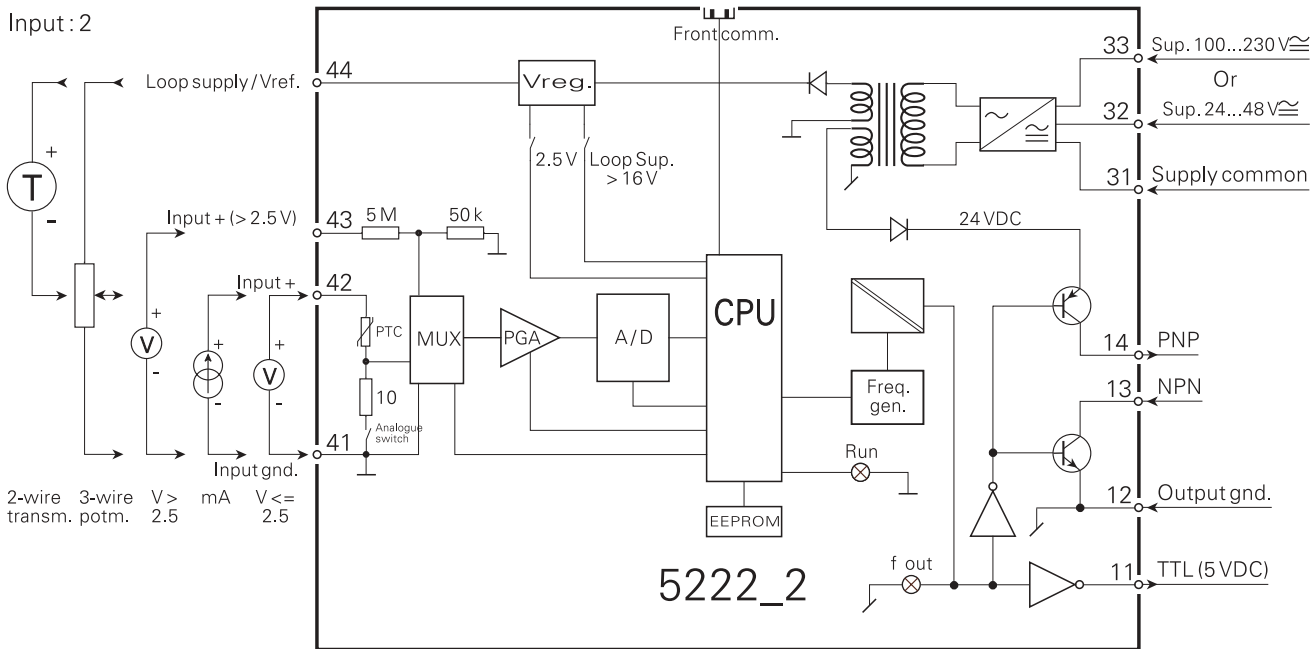 Input : 2
Front comm.
Loop supply / Vref.
44
Vreg.
33
Sup. 100...230 V≂
Or
32
Sup. 24...48 V≂
2.5 V
Loop Sup.
> 16 V
31
Supply common
T
+
-
Input + (> 2.5 V)
43
5 M
50 k
24 VDC
Input +
42
PTC
MUX
PGA
A/D
CPU
14
PNP
+
V
-
+
-
+
V
-
10
Analogue
switch
Freq.
gen.
13
NPN
41
Input gnd.
Run
2-wire
transm.
3-wire
potm.
V >
2.5
mA
V <=
2.5
12
Output gnd.
EEPROM
5222_2
f out
11
TTL (5 VDC)